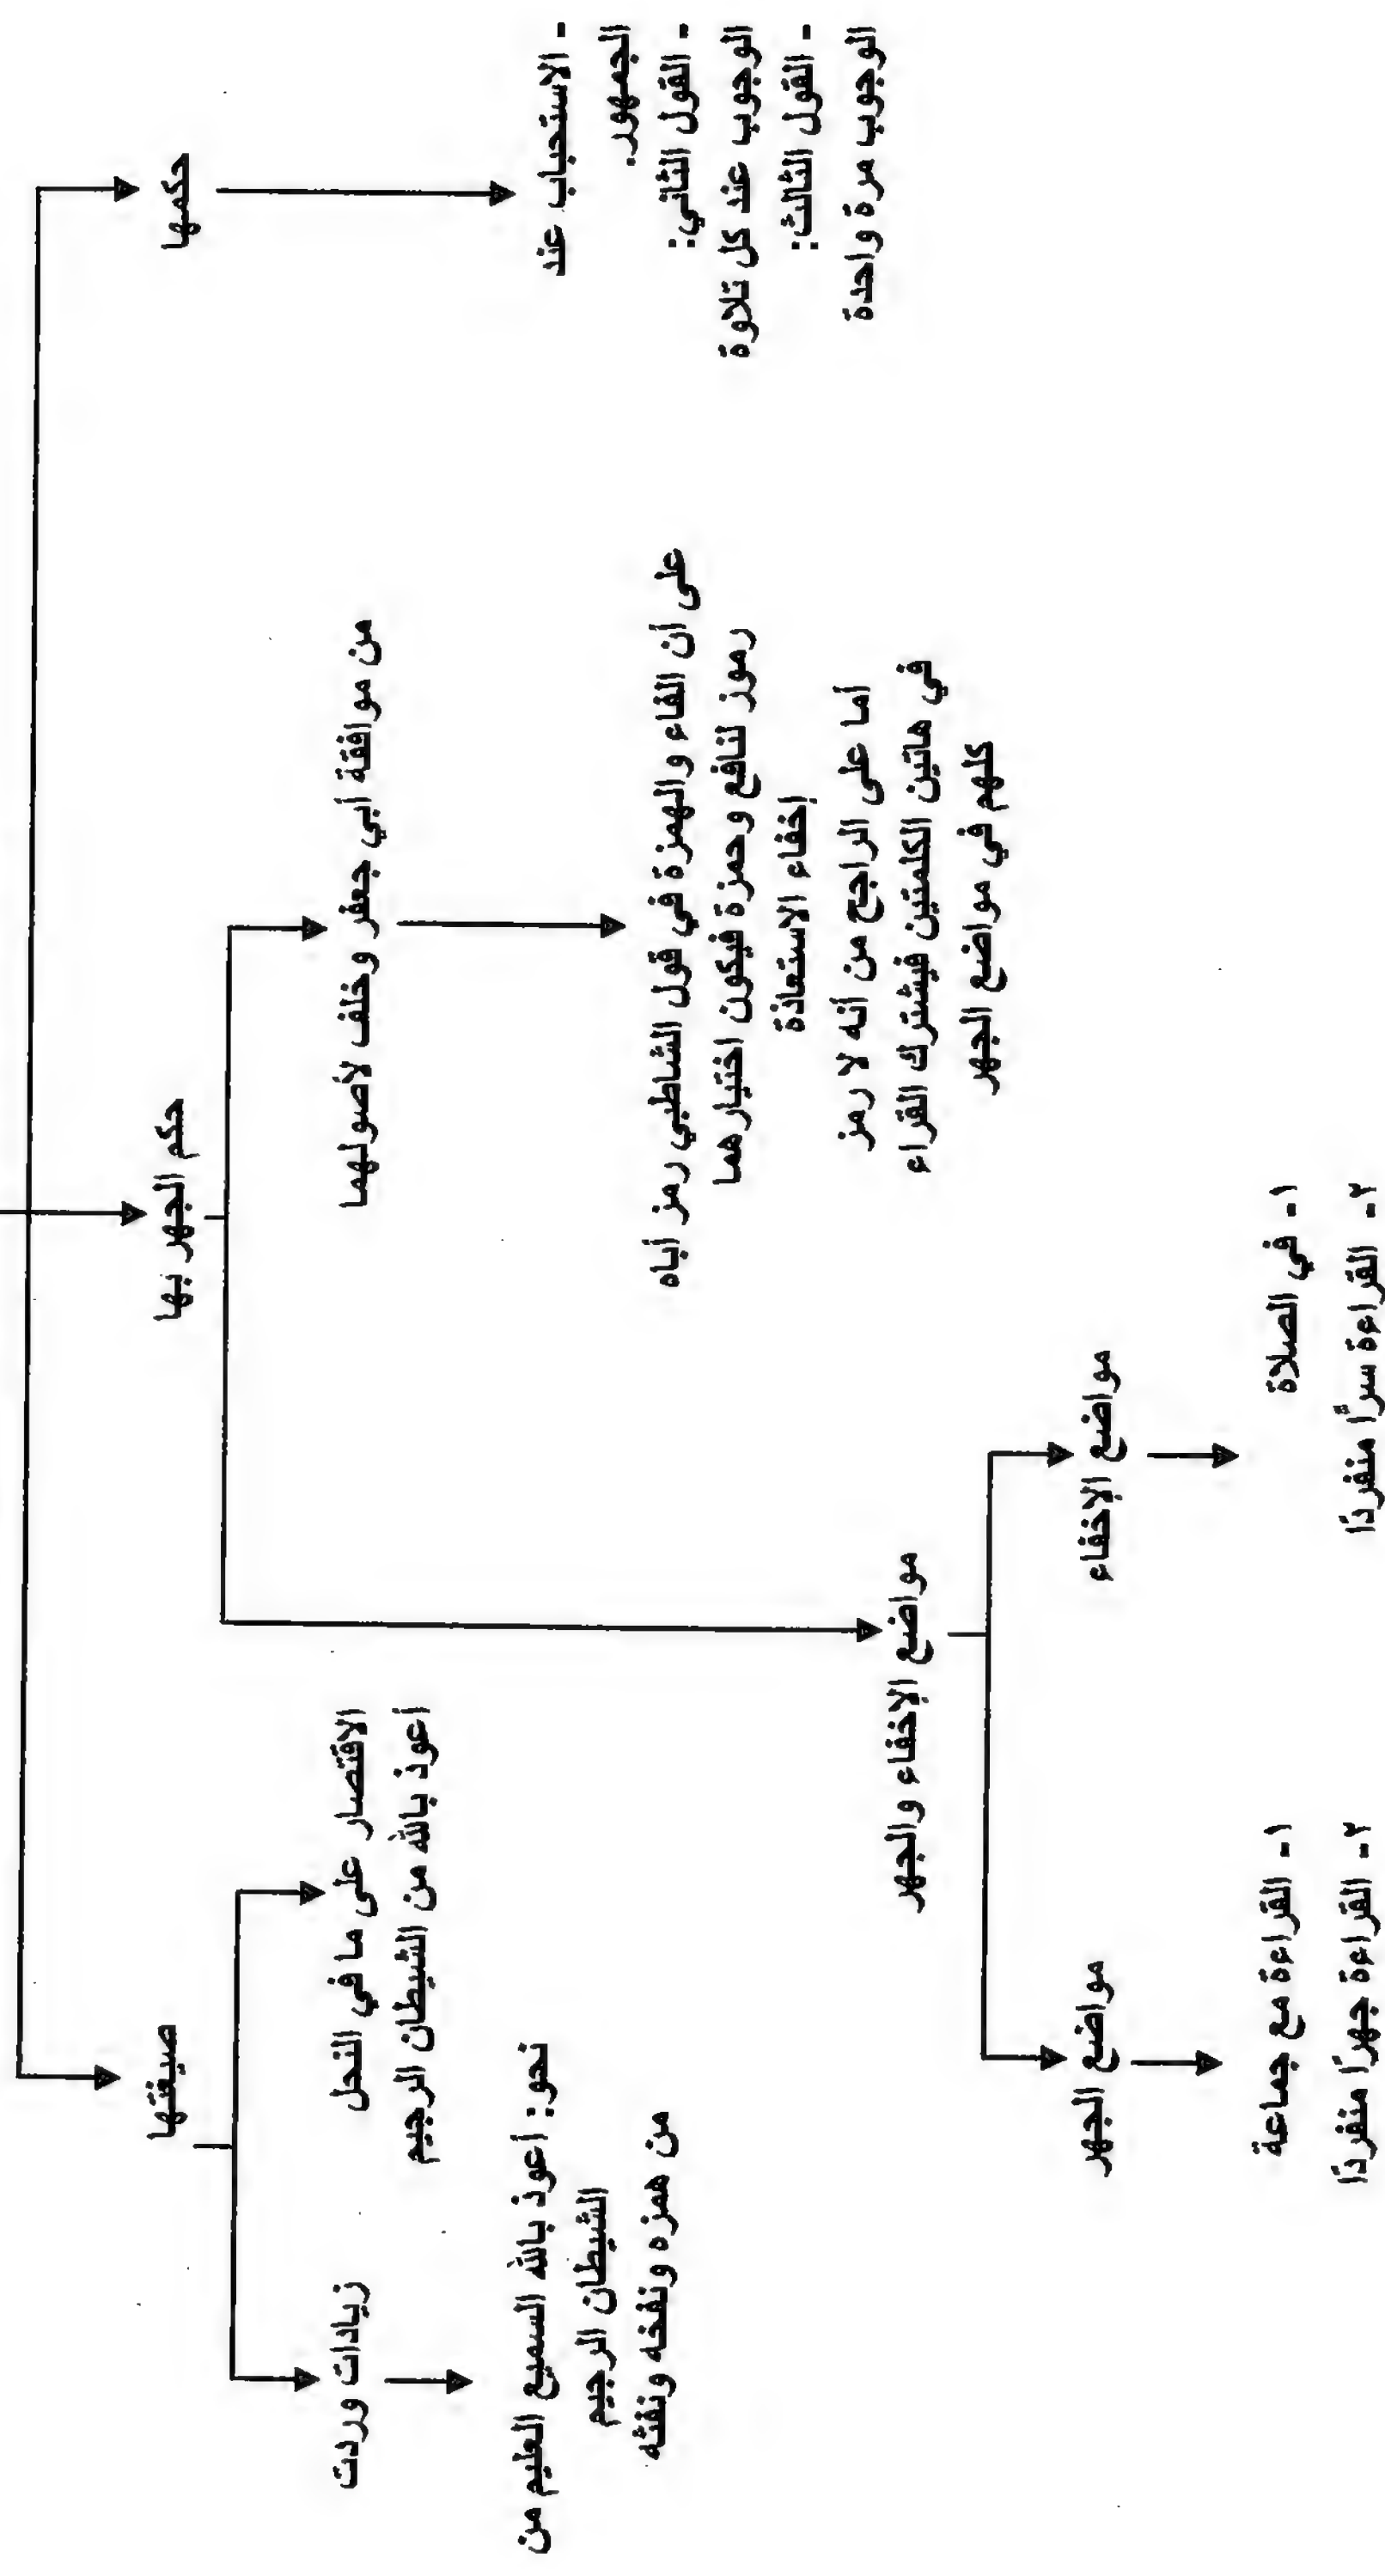 حكمها
- الاستحباب عند
الجمهور.
- القول الثاني:
الوجوب عند كل تلاوة
- القول الثالث:
الوجوب مرة واحدة
حكم الجهر بها
من موافقة أبي جعفر وخلف لأصولهما
على أن الفاء والهمزة في قول الشاطبي رمز أباه
رموز لنافع وحمزة فيكون اختيارهما
إخفاء الاستعاذة
أما على الراجح من أنه لا رمز
في هاتين الكلمتين فيشترك القراء
كلهم في مواضع الجهر
مواضع الإخفاء والجهر
مواضع الإخفاء
١- في الصلاة
٢- القراءة سرًّا منفردًا
مواضع الجهر
١- القراءة مع جماعة
٢- القراءة جهرًا منفردًا
صيغتها
الاقتصار على ما في النحل
أعوذ بالله من الشيطان الرجيم
زيادات وردت
نحو: أعوذ بالله السميع العليم من
الشيطان الرجيم
من همزه ونفخه ونفثه